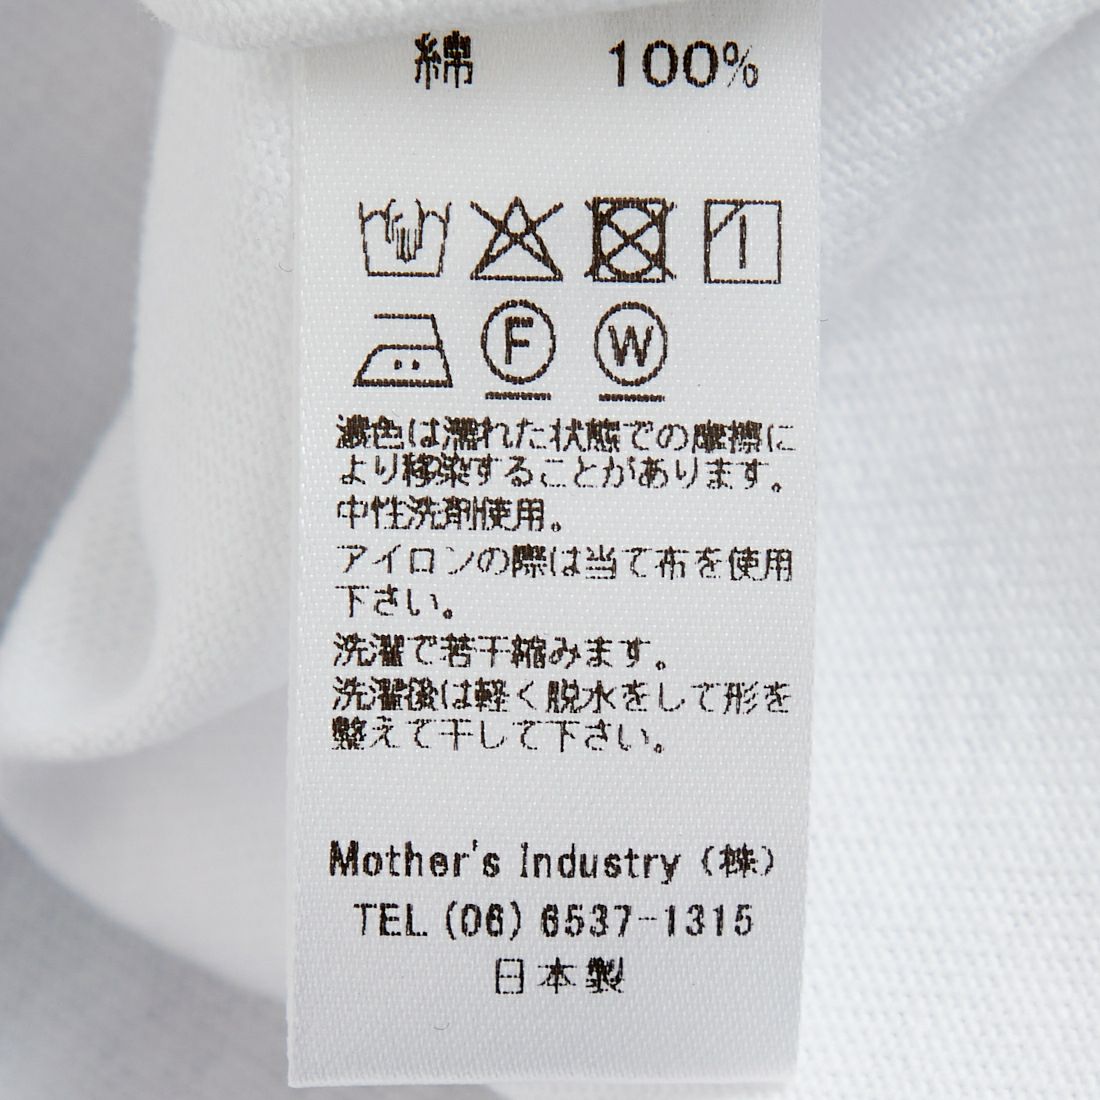 綿 100%
F W
濃色は濡れた状態での摩擦に
より移染することがあります。
中性洗剤使用。
アイロンの際は当て布を使用
下さい。
洗濯で若干縮みます。
洗濯後は軽く脱水をして形を
整えて干して下さい。
Mother's Industry (株)
TEL (06) 6537-1315
日本製